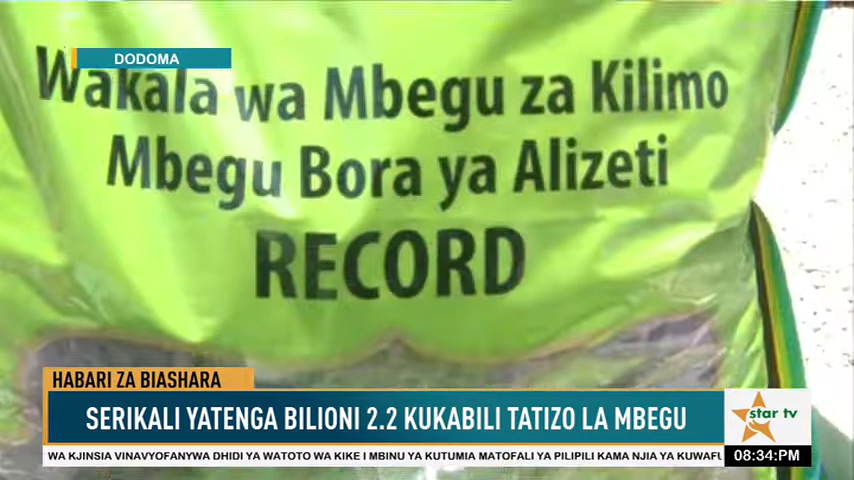 DODOMA
Wakala wa Mbegu za Kilimo
Mbegu Bora ya Alizeti
RECORD
HABARI ZA BIASHARA
SERIKALI YATENGA BILIONI 2.2 KUKABILI TATIZO LA MBEGU
star tv
WA KJINSIA VINAVYOFANYWA DHIDI YA WATOTO WA KIKE I MBINU YA KUTUMIA MATOFALI YA PILIPILI KAMA NJIA YA KUWAFU
08:34:PM